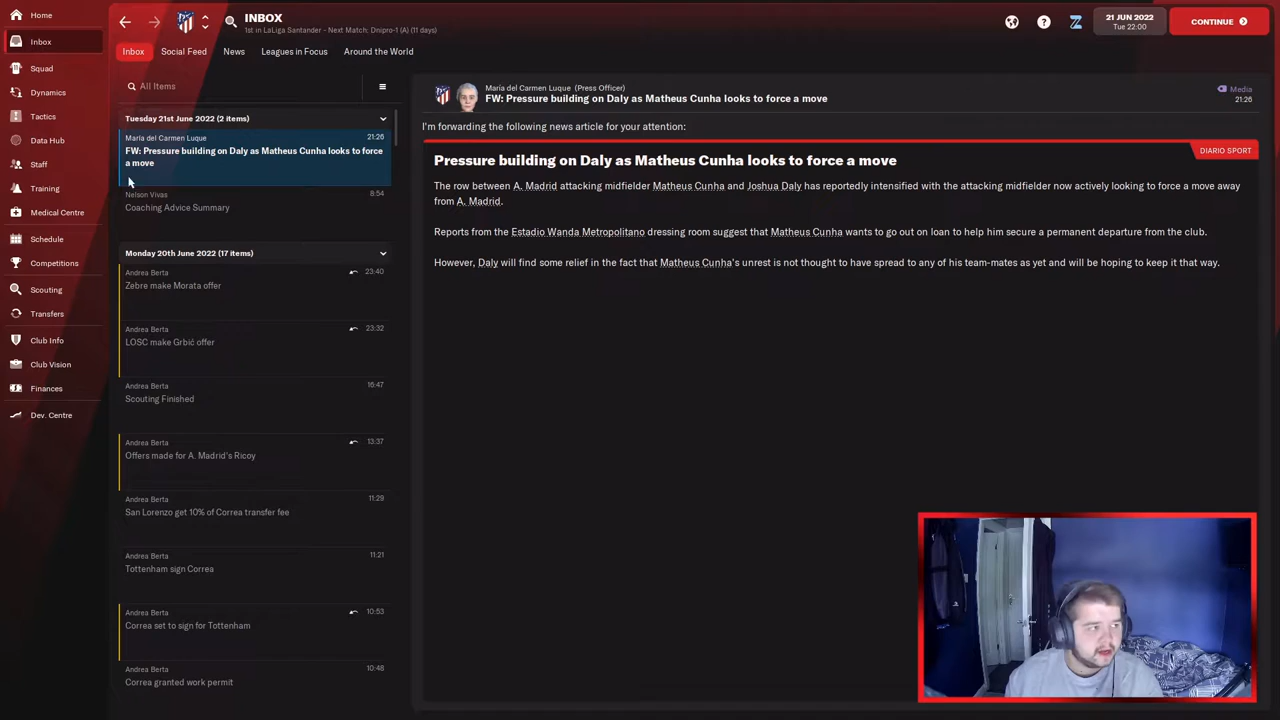 Home
Inbox
Squad
Dynamics
Tactics
Data Hub
Staff
Training
Medical Centre
Schedule
Competitions
Scouting
Transfers
Club Info
Club Vision
Finances
Dev. Centre
INBOX
1st in LaLiga Santander - Next Match: Dnipro-1 (A) (11 days)
21 JUN 2022
Tue 22:00
CONTINUE
Inbox
Social Feed
News
Leagues in Focus
Around the World
All Items
Tuesday 21st June 2022 (2 items)
María del Carmen Luque
21:26
FW: Pressure building on Daly as Matheus Cunha looks to force
a move
Nelson Vivas
8:54
Coaching Advice Summary
Monday 20th June 2022 (17 items)
Andrea Berta
23:40
Zebre make Morata offer
Andrea Berta
23:32
LOSC make Grbić offer
Andrea Berta
16:47
Scouting Finished
Andrea Berta
13:37
Offers made for A. Madrid's Ricoy
Andrea Berta
11:29
San Lorenzo get 10% of Correa transfer fee
Andrea Berta
11:21
Tottenham sign Correa
Andrea Berta
10:53
Correa set to sign for Tottenham
Andrea Berta
10:48
Correa granted work permit
María del Carmen Luque (Press Officer)
FW: Pressure building on Daly as Matheus Cunha looks to force a move
Media
21:26
I'm forwarding the following news article for your attention:
DIARIO SPORT
Pressure building on Daly as Matheus Cunha looks to force a move
The row between A. Madrid attacking midfielder Matheus Cunha and Joshua Daly has reportedly intensified with the attacking midfielder now actively looking to force a move away
from A. Madrid.
Reports from the Estadio Wanda Metropolitano dressing room suggest that Matheus Cunha wants to go out on loan to help him secure a permanent departure from the club.
However, Daly will find some relief in the fact that Matheus Cunha's unrest is not thought to have spread to any of his team-mates as yet and will be hoping to keep it that way.